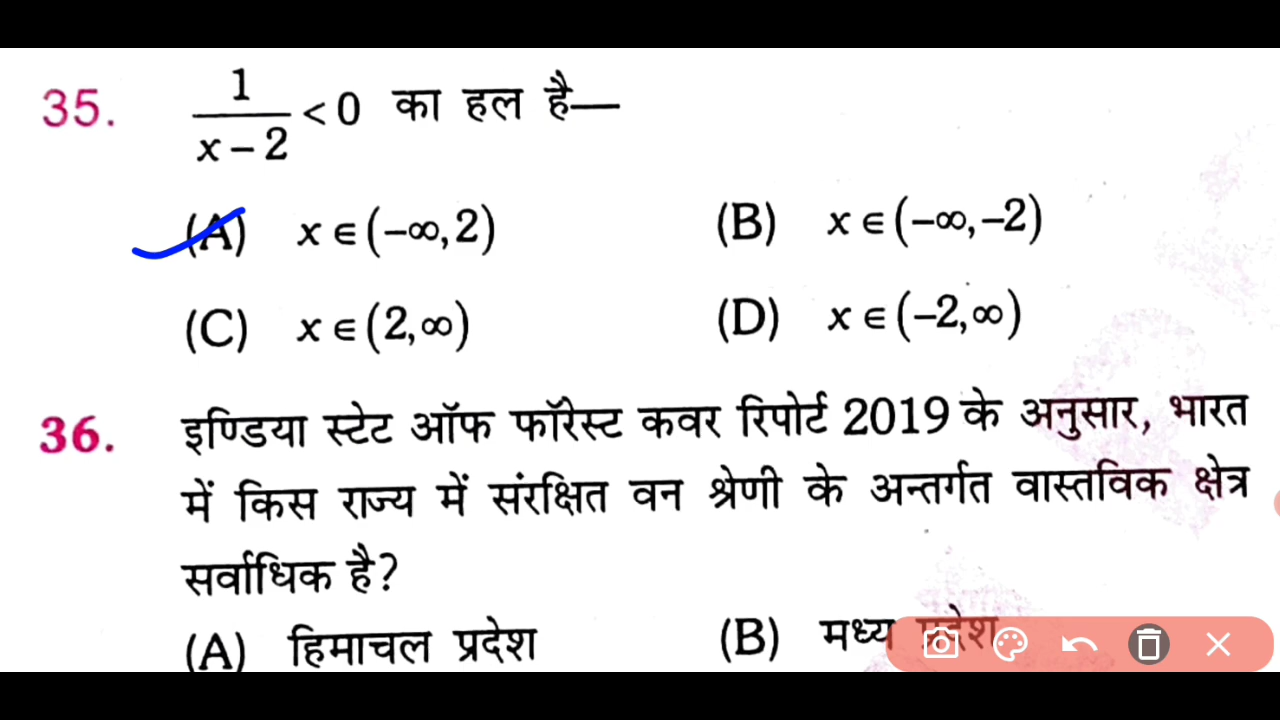 35. 1/(x – 2) < 0 का हल है—
(A) x ∈ (–∞, 2) (B) x ∈ (–∞, –2)
(C) x ∈ (2, ∞) (D) x ∈ (–2, ∞)
36. इण्डिया स्टेट ऑफ फॉरेस्ट कवर रिपोर्ट 2019 के अनुसार, भारत
में किस राज्य में संरक्षित वन श्रेणी के अन्तर्गत वास्तविक क्षेत्र
सर्वाधिक है?
(A) हिमाचल प्रदेश (B) मध्य प्रदेश